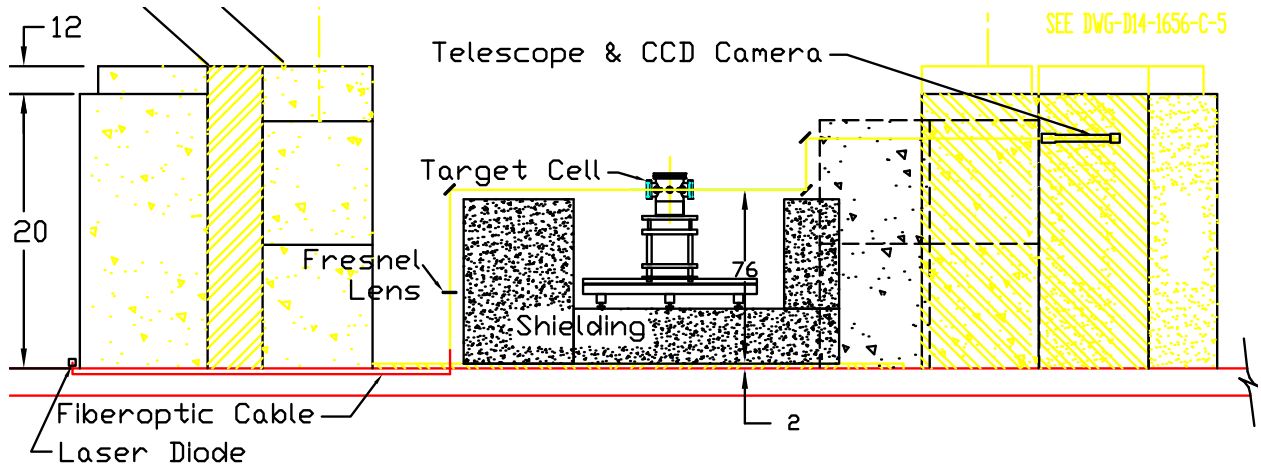 12
SEE DWG-D14-1656-C-5
Telescope & CCD Camera
Target Cell
20
Fresnel
Lens
76
Shielding
Fiberoptic Cable
2
Laser Diode